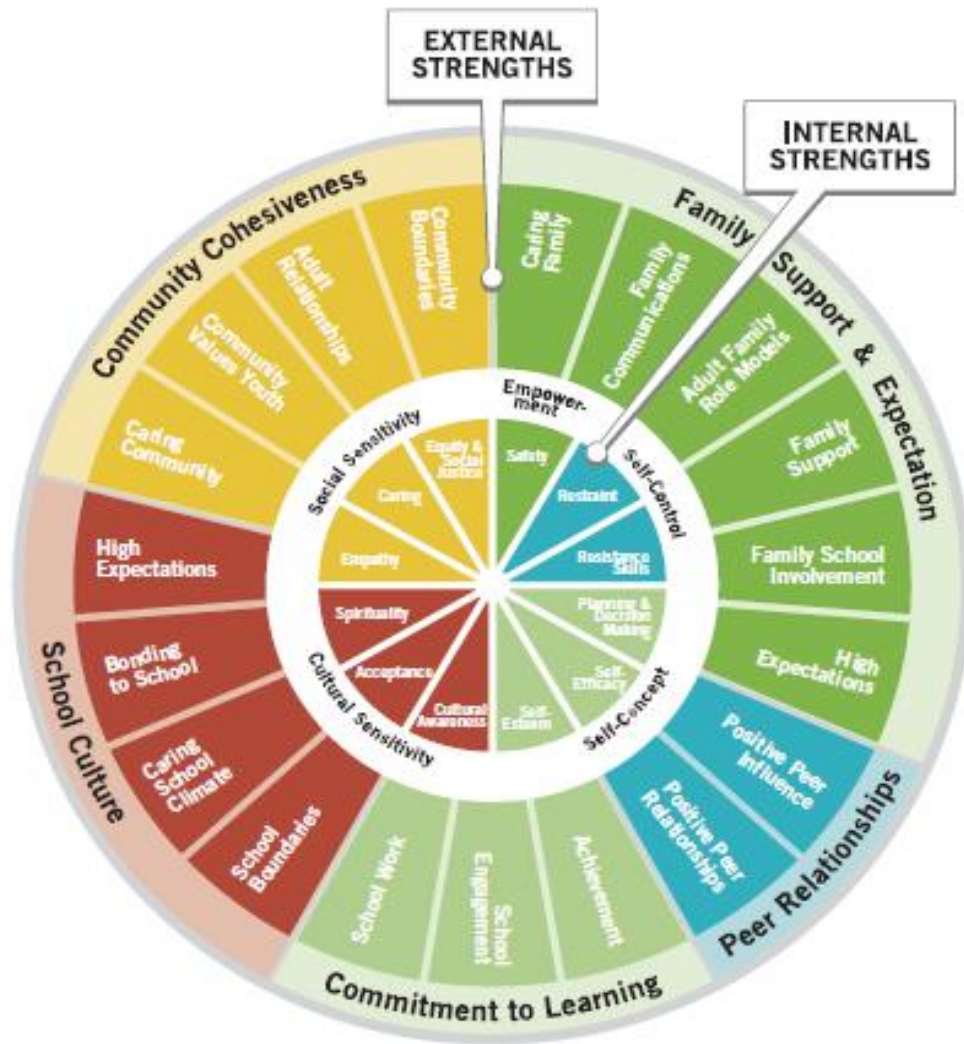 EXTERNAL
STRENGTHS
INTERNAL
STRENGTHS
Family Support & Expectation
Caring
Family
Family
Communications
Adult Family
Role Models
Family
Support
Family School
Involvement
High
Expectations
Peer Relationships
Positive Peer
Influence
Positive Peer
Relationships
Commitment to Learning
Achievement
School
Engagement
School Work
School Culture
School
Boundaries
Caring
School
Climate
Bonding
to School
High
Expectations
Community Cohesiveness
Caring
Community
Community
Values Youth
Adult
Relationships
Community
Boundaries
Empower-
ment
Safety
Self-Control
Restraint
Resistance
Skills
Self-Concept
Planning &
Decision
Making
Self-
Efficacy
Self-
Esteem
Cultural Sensitivity
Cultural
Awareness
Acceptance
Spirituality
Social Sensitivity
Empathy
Caring
Equity &
Social
Justice